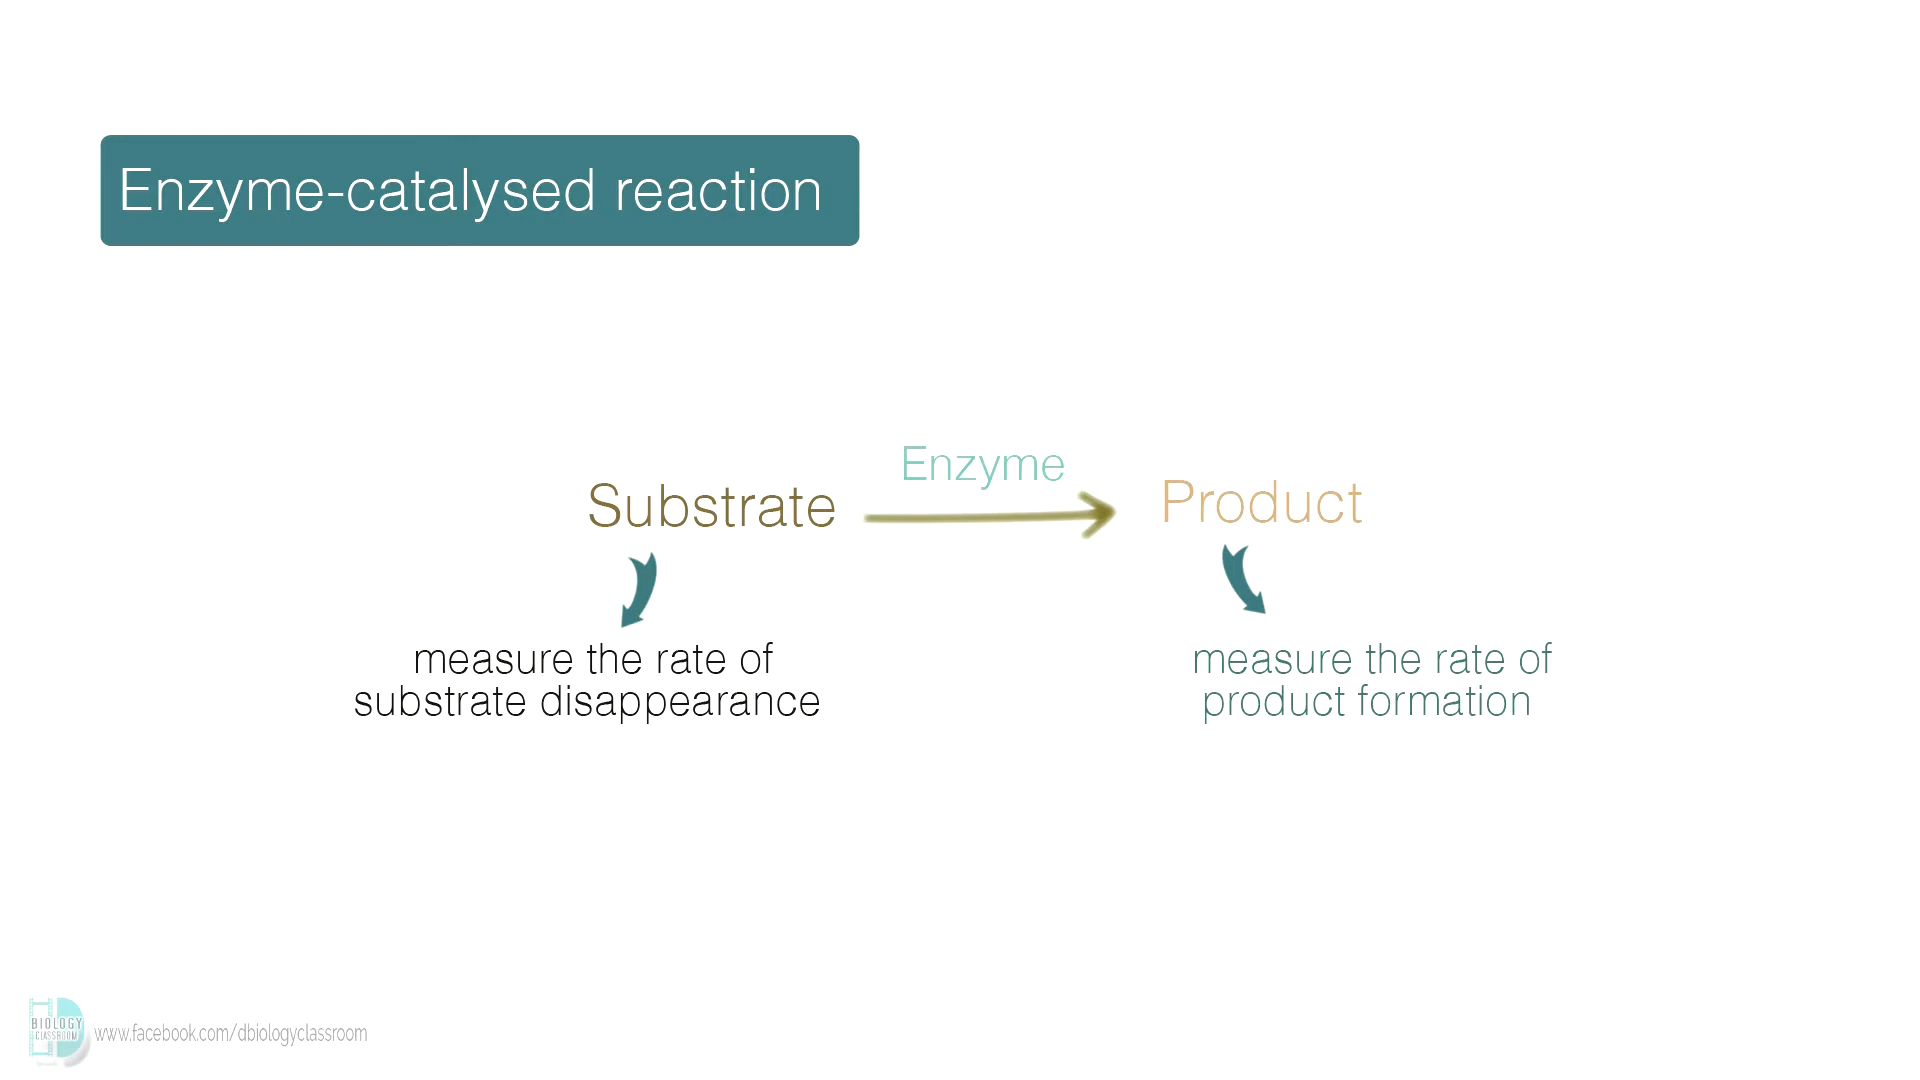 Enzyme-catalysed reaction
Enzyme
Substrate
Product
measure the rate of
substrate disappearance
measure the rate of
product formation
BIOLOGY
CLASSROOM
www.facebook.com/dbiologyclassroom